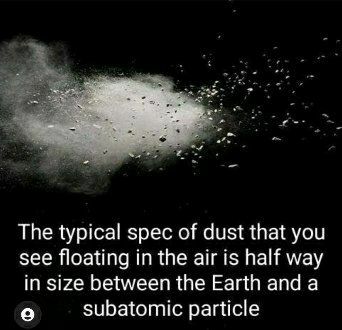 The typical spec of dust that you
see floating in the air is half way
in size between the Earth and a
subatomic particle